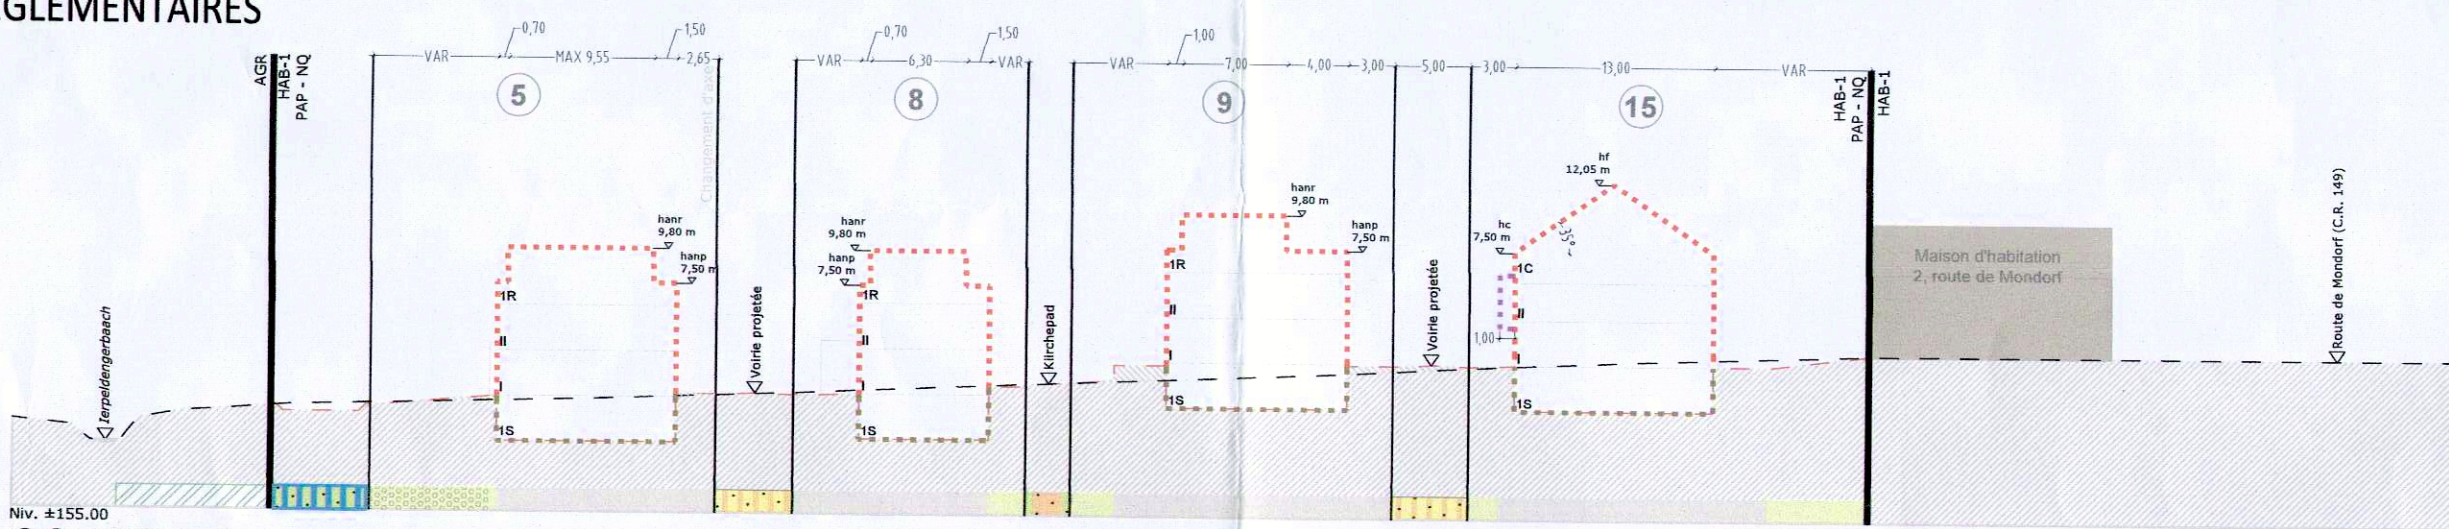 GLEMENTAIRES
0,70
1,50
VAR
MAX 9,55
2,65
0,70
1,50
VAR
6,30
VAR
1,00
VAR
7,00
4,00
3,00
5,00
3,00
13,00
VAR
AGR
HAB-1
PAP - NQ
5
Changement d'axe
8
9
15
HAB-1
PAP - NQ
HAB-1
hf
12,05 m
35°
hanr
9,80 m
hanp
7,50 m
hanr
9,80 m
hanp
7,50 m
hanr
9,80 m
hanp
7,50 m
hc
7,50 m
Maison d'habitation
2, route de Mondorf
Ierpeldengerbaach
1R
II
I
1S
Voirie projetée
1R
II
I
1S
Kiirchepad
1R
II
I
1S
Voirie projetée
1C
II
1,00
I
1S
Route de Mondorf (C.R. 149)
Niv. ±155.00